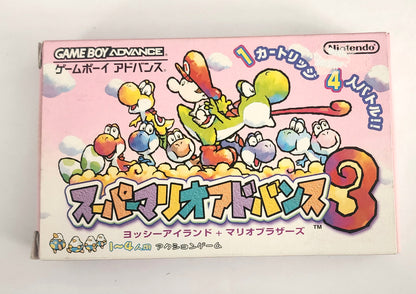 GAME BOY ADVANCE
ゲームボーイ アドバンス
1カートリッジ
4人バトル!!
Nintendo
スーパーマリオアドバンス3
ヨッシーアイランド + マリオブラザーズ
TM
1~4人用 アクションゲーム